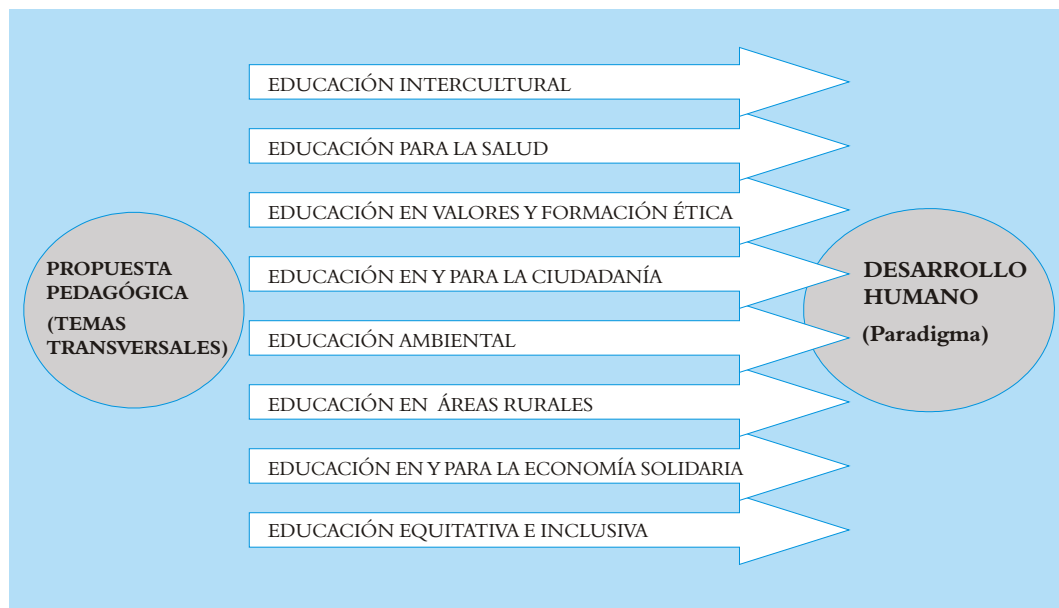 EDUCACIÓN INTERCULTURAL
EDUCACIÓN PARA LA SALUD
EDUCACIÓN EN VALORES Y FORMACIÓN ÉTICA
EDUCACIÓN EN Y PARA LA CIUDADANÍA
EDUCACIÓN AMBIENTAL
EDUCACIÓN EN ÁREAS RURALES
EDUCACIÓN EN Y PARA LA ECONOMÍA SOLIDARIA
EDUCACIÓN EQUITATIVA E INCLUSIVA
PROPUESTA
PEDAGÓGICA
(TEMAS
TRANSVERSALES)
DESARROLLO
HUMANO
(Paradigma)